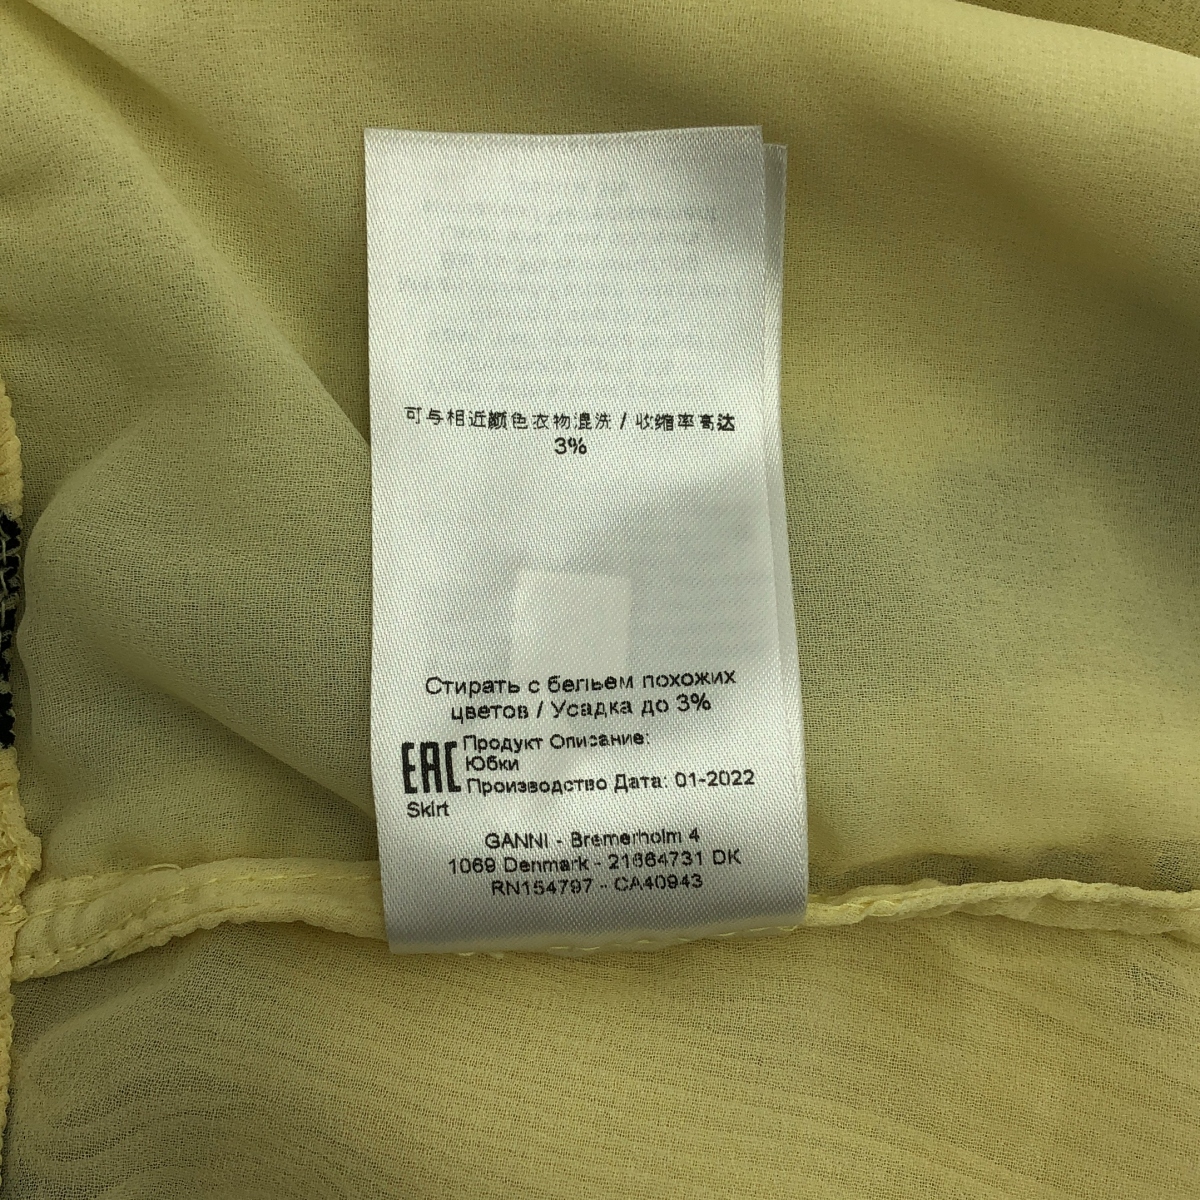 可与相近颜色衣物混洗 / 收缩率高达
3%
Стирать с бельем похожих
цветов / Усадка до 3%
EAC Продукт Описание:
Юбки
Производство Дата: 01-2022
Skirt
GANNI - Bremerholm 4
1069 Denmark - 21664731 DK
RN154797 - CA40943